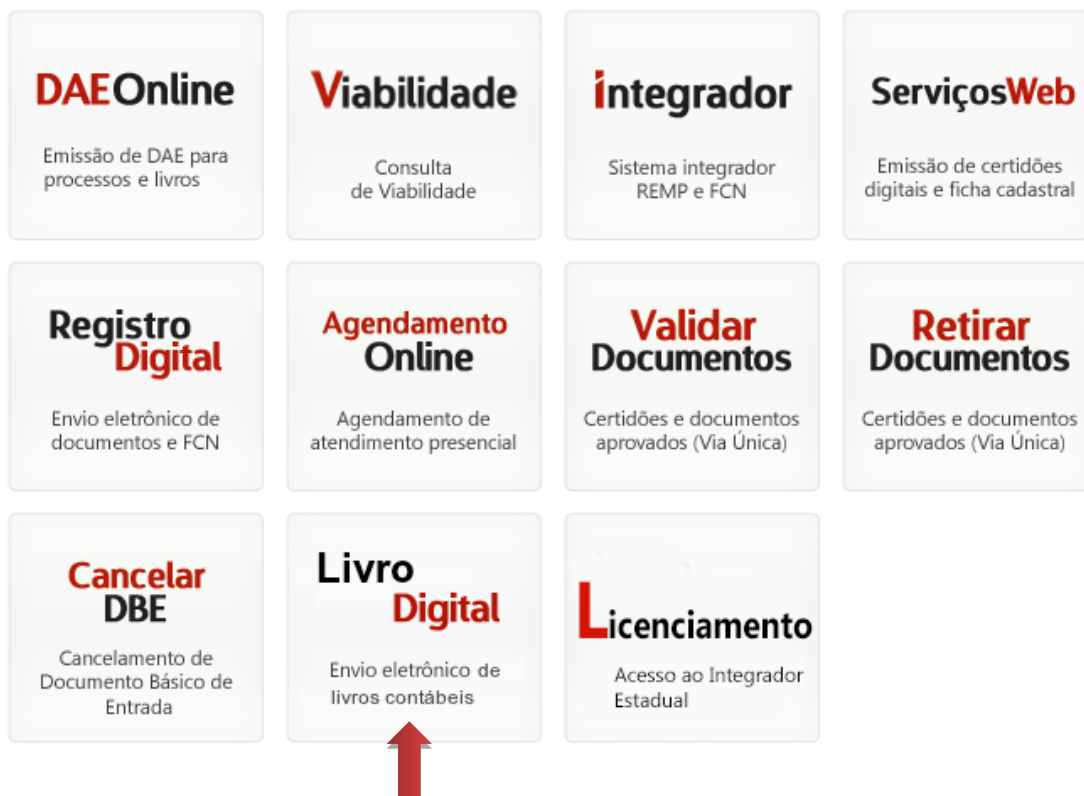 DAEOnline
Emissão de DAE para
processos e livros
Viabilidade
Consulta
de Viabilidade
integrador
Sistema integrador
REMP e FCN
ServiçosWeb
Emissão de certidões
digitais e ficha cadastral
Registro
Digital
Envio eletrônico de
documentos e FCN
Agendamento
Online
Agendamento de
atendimento presencial
Validar
Documentos
Certidões e documentos
aprovados (Via Única)
Retirar
Documentos
Certidões e documentos
aprovados (Via Única)
Cancelar
DBE
Cancelamento de
Documento Básico de
Entrada
Livro
Digital
Envio eletrônico de
livros contábeis
Licenciamento
Acesso ao Integrador
Estadual